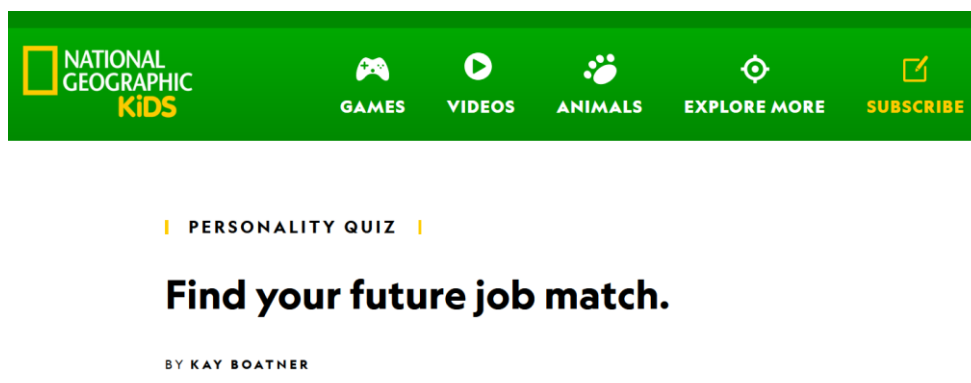 NATIONAL
GEOGRAPHIC
KiDS
GAMES VIDEOS ANIMALS EXPLORE MORE SUBSCRIBE
PERSONALITY QUIZ
Find your future job match.
BY KAY BOATNER